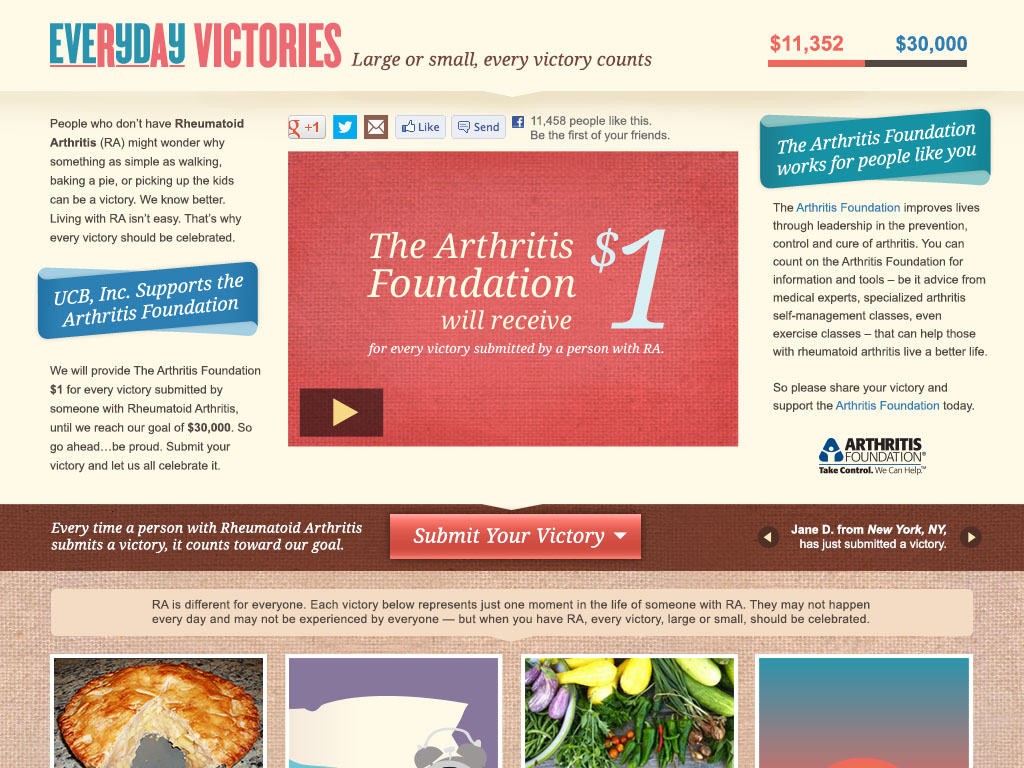 EVERYDAY VICTORIES
Large or small, every victory counts
$11,352
$30,000
People who don't have Rheumatoid
Arthritis (RA) might wonder why
something as simple as walking,
baking a pie, or picking up the kids
can be a victory. We know better.
Living with RA isn't easy. That's why
every victory should be celebrated.
UCB, Inc. Supports the
Arthritis Foundation
We will provide The Arthritis Foundation
$1 for every victory submitted by
someone with Rheumatoid Arthritis,
until we reach our goal of $30,000. So
go ahead…be proud. Submit your
victory and let us all celebrate it.
g +1
Like
Send
f
11,458 people like this.
Be the first of your friends.
The Arthritis
Foundation
$1
will receive
for every victory submitted by a person with RA.
The Arthritis Foundation
works for people like you
The Arthritis Foundation improves lives
through leadership in the prevention,
control and cure of arthritis. You can
count on the Arthritis Foundation for
information and tools – be it advice from
medical experts, specialized arthritis
self-management classes, even
exercise classes – that can help those
with rheumatoid arthritis live a better life.
So please share your victory and
support the Arthritis Foundation today.
ARTHRITIS
FOUNDATION®
Take Control. We Can Help.™
Every time a person with Rheumatoid Arthritis
submits a victory, it counts toward our goal.
Submit Your Victory
Jane D. from New York, NY,
has just submitted a victory.
RA is different for everyone. Each victory below represents just one moment in the life of someone with RA. They may not happen
every day and may not be experienced by everyone — but when you have RA, every victory, large or small, should be celebrated.